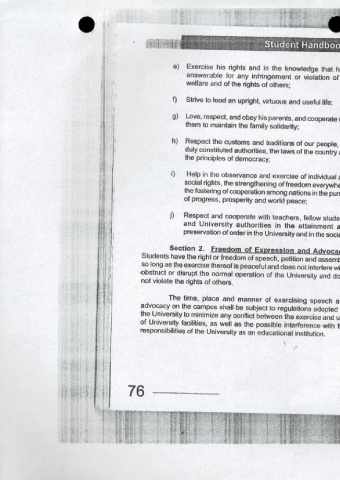 Student Handboo
e) Exercise his rights and in the knowledge that h
answerable for any infringement or violation of
welfare and of the rights of others;
f) Strive to lead an upright, virtuous and useful life;
g) Love, respect, and obey his parents, and cooperate
them to maintain the family solidarity;
h) Respect the customs and traditions of our people,
duly constituted authorities, the laws of the country a
the principles of democracy;
i) Help in the observance and exercise of individual a
social rights, the strengthening of freedom everywhe
the fostering of cooperation among nations in the pur
of progress, prosperity and world peace;
j) Respect and cooperate with teachers, fellow stude
and University authorities in the attainment a
preservation of order in the University and in the socie
Section 2. Freedom of Expression and Advocac
Students have the right or freedom of speech, petition and assemb
so long as the exercise thereof is peaceful and does not interfere wi
obstruct or disrupt the normal operation of the University and do
not violate the rights of others.
The time, place and manner of exercising speech a
advocacy on the campus shall be subject to regulations adopted
the University to minimize any conflict between the exercise and u
of University facilities, as well as the possible interference with t
responsibilities of the University as an educational institution.
76